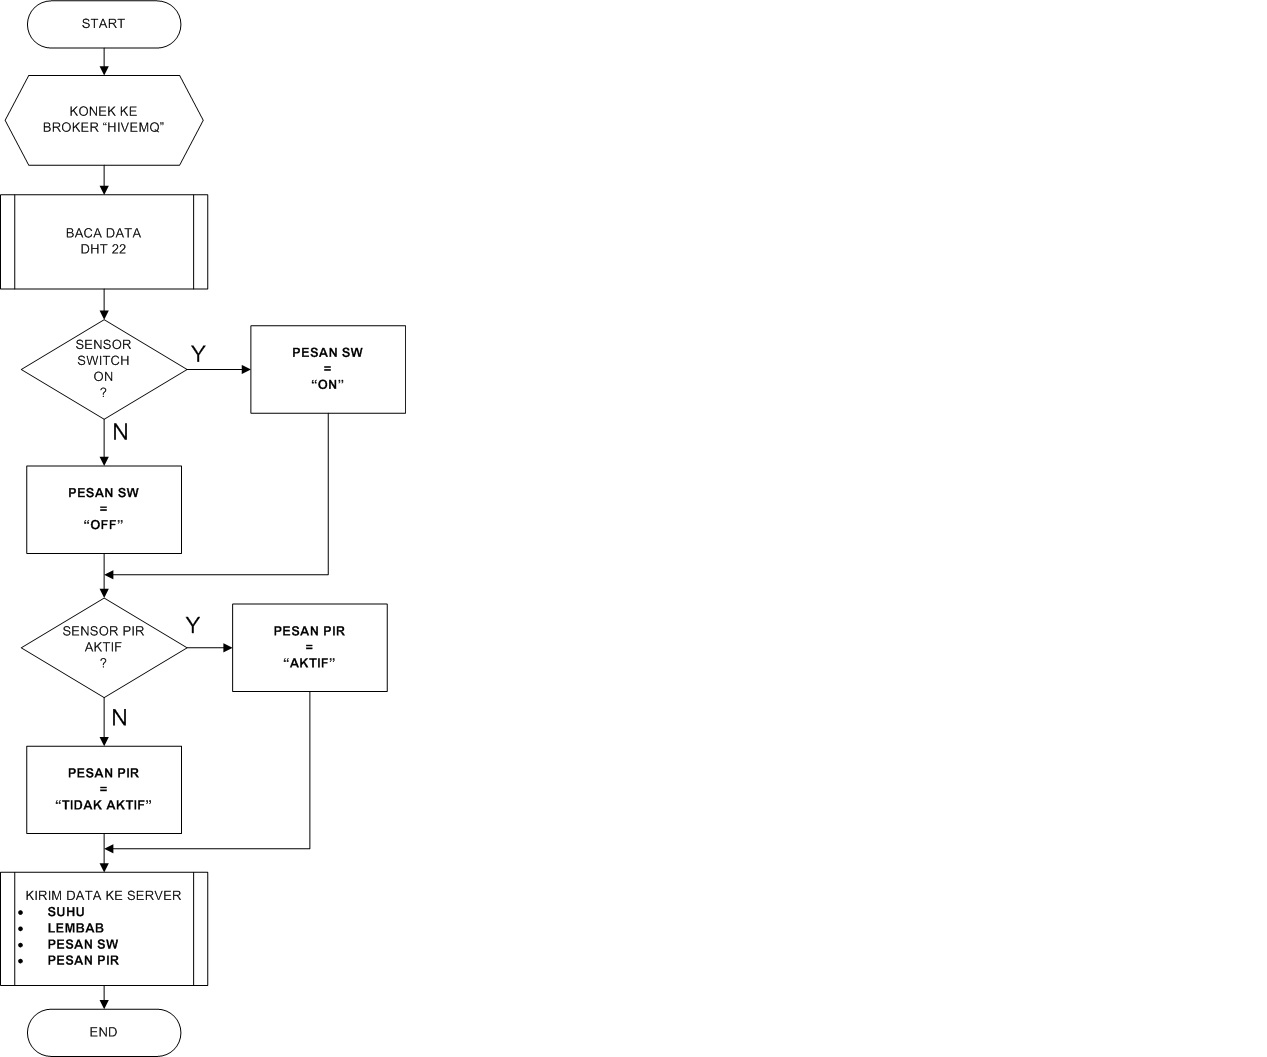 START
KONEK KE
BROKER “HIVEMQ”
BACA DATA
DHT 22
SENSOR
SWITCH
ON
?
Y
PESAN SW
=
“ON”
N
PESAN SW
=
“OFF”
SENSOR PIR
AKTIF
?
Y
PESAN PIR
=
“AKTIF”
N
PESAN PIR
=
“TIDAK AKTIF”
KIRIM DATA KE SERVER
• SUHU
• LEMBAB
• PESAN SW
• PESAN PIR
END